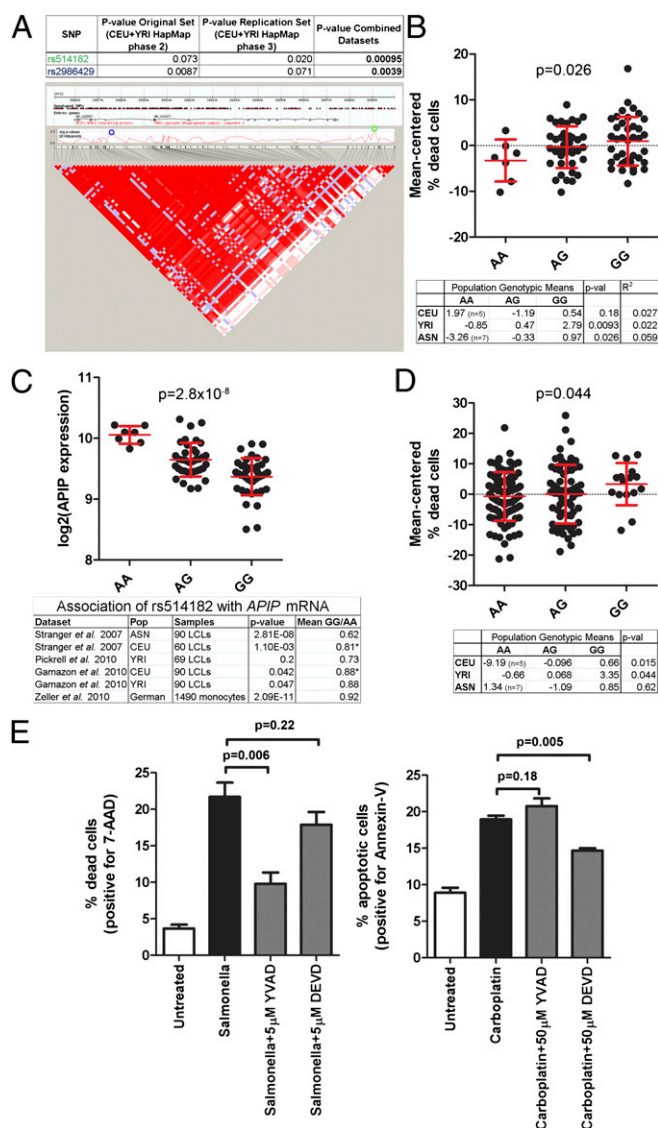 A
SNP P-value Original Set (CEU+YRI HapMap phase 2) P-value Replication Set (CEU+YRI HapMap phase 3) P-value Combined Datasets
rs514182 0.073 0.020 0.00095
rs2986429 0.0087 0.071 0.0039
B
p=0.026
Mean-centered % dead cells
20
10
0
-10
-20
AA AG GG
Population Genotypic Means p-val R2
AA AG GG
CEU 1.97 (n=5) -1.19 0.54 0.18 0.027
YRI -0.85 0.47 2.79 0.0093 0.022
ASN -3.26 (n=7) -0.33 0.97 0.026 0.059
C
p=2.8x10-8
log2(APIP expression)
11
10
9
8
AA AG GG
Association of rs514182 with APIP mRNA
Dataset Pop Samples p-value Mean GG/AA
Stranger et al. 2007 ASN 90 LCLs 2.81E-08 0.62
Stranger et al. 2007 CEU 60 LCLs 1.10E-03 0.81*
Pickrell et al. 2010 YRI 69 LCLs 0.2 0.73
Gamazon et al. 2010 CEU 90 LCLs 0.042 0.88*
Gamazon et al. 2010 YRI 90 LCLs 0.047 0.88
Zeller et al. 2010 German 1490 monocytes 2.09E-11 0.92
D
p=0.044
Mean-centered % dead cells
30
20
10
0
-10
-20
-30
AA AG GG
Population Genotypic Means p-val
AA AG GG
CEU -9.19 (n=5) -0.096 0.66 0.015
YRI -0.66 0.068 3.35 0.044
ASN 1.34 (n=7) -1.09 0.85 0.62
E
p=0.22
p=0.006
% dead cells (positive for 7-AAD)
25
20
15
10
5
0
Untreated
Salmonella
Salmonella+5µM YVAD
Salmonella+5µM DEVD
p=0.005
p=0.18
% apoptotic cells (positive for Annexin-V)
25
20
15
10
5
0
Untreated
Carboplatin
Carboplatin+50µM YVAD
Carboplatin+50µM DEVD